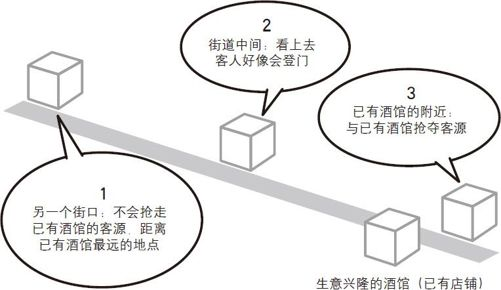 1
另一个街口：不会抢走
已有酒馆的客源，距离
已有酒馆最远的地点
2
街道中间：看上去
客人好像会登门
3
已有酒馆的附近：
与已有酒馆抢夺客源
生意兴隆的酒馆（已有店铺）